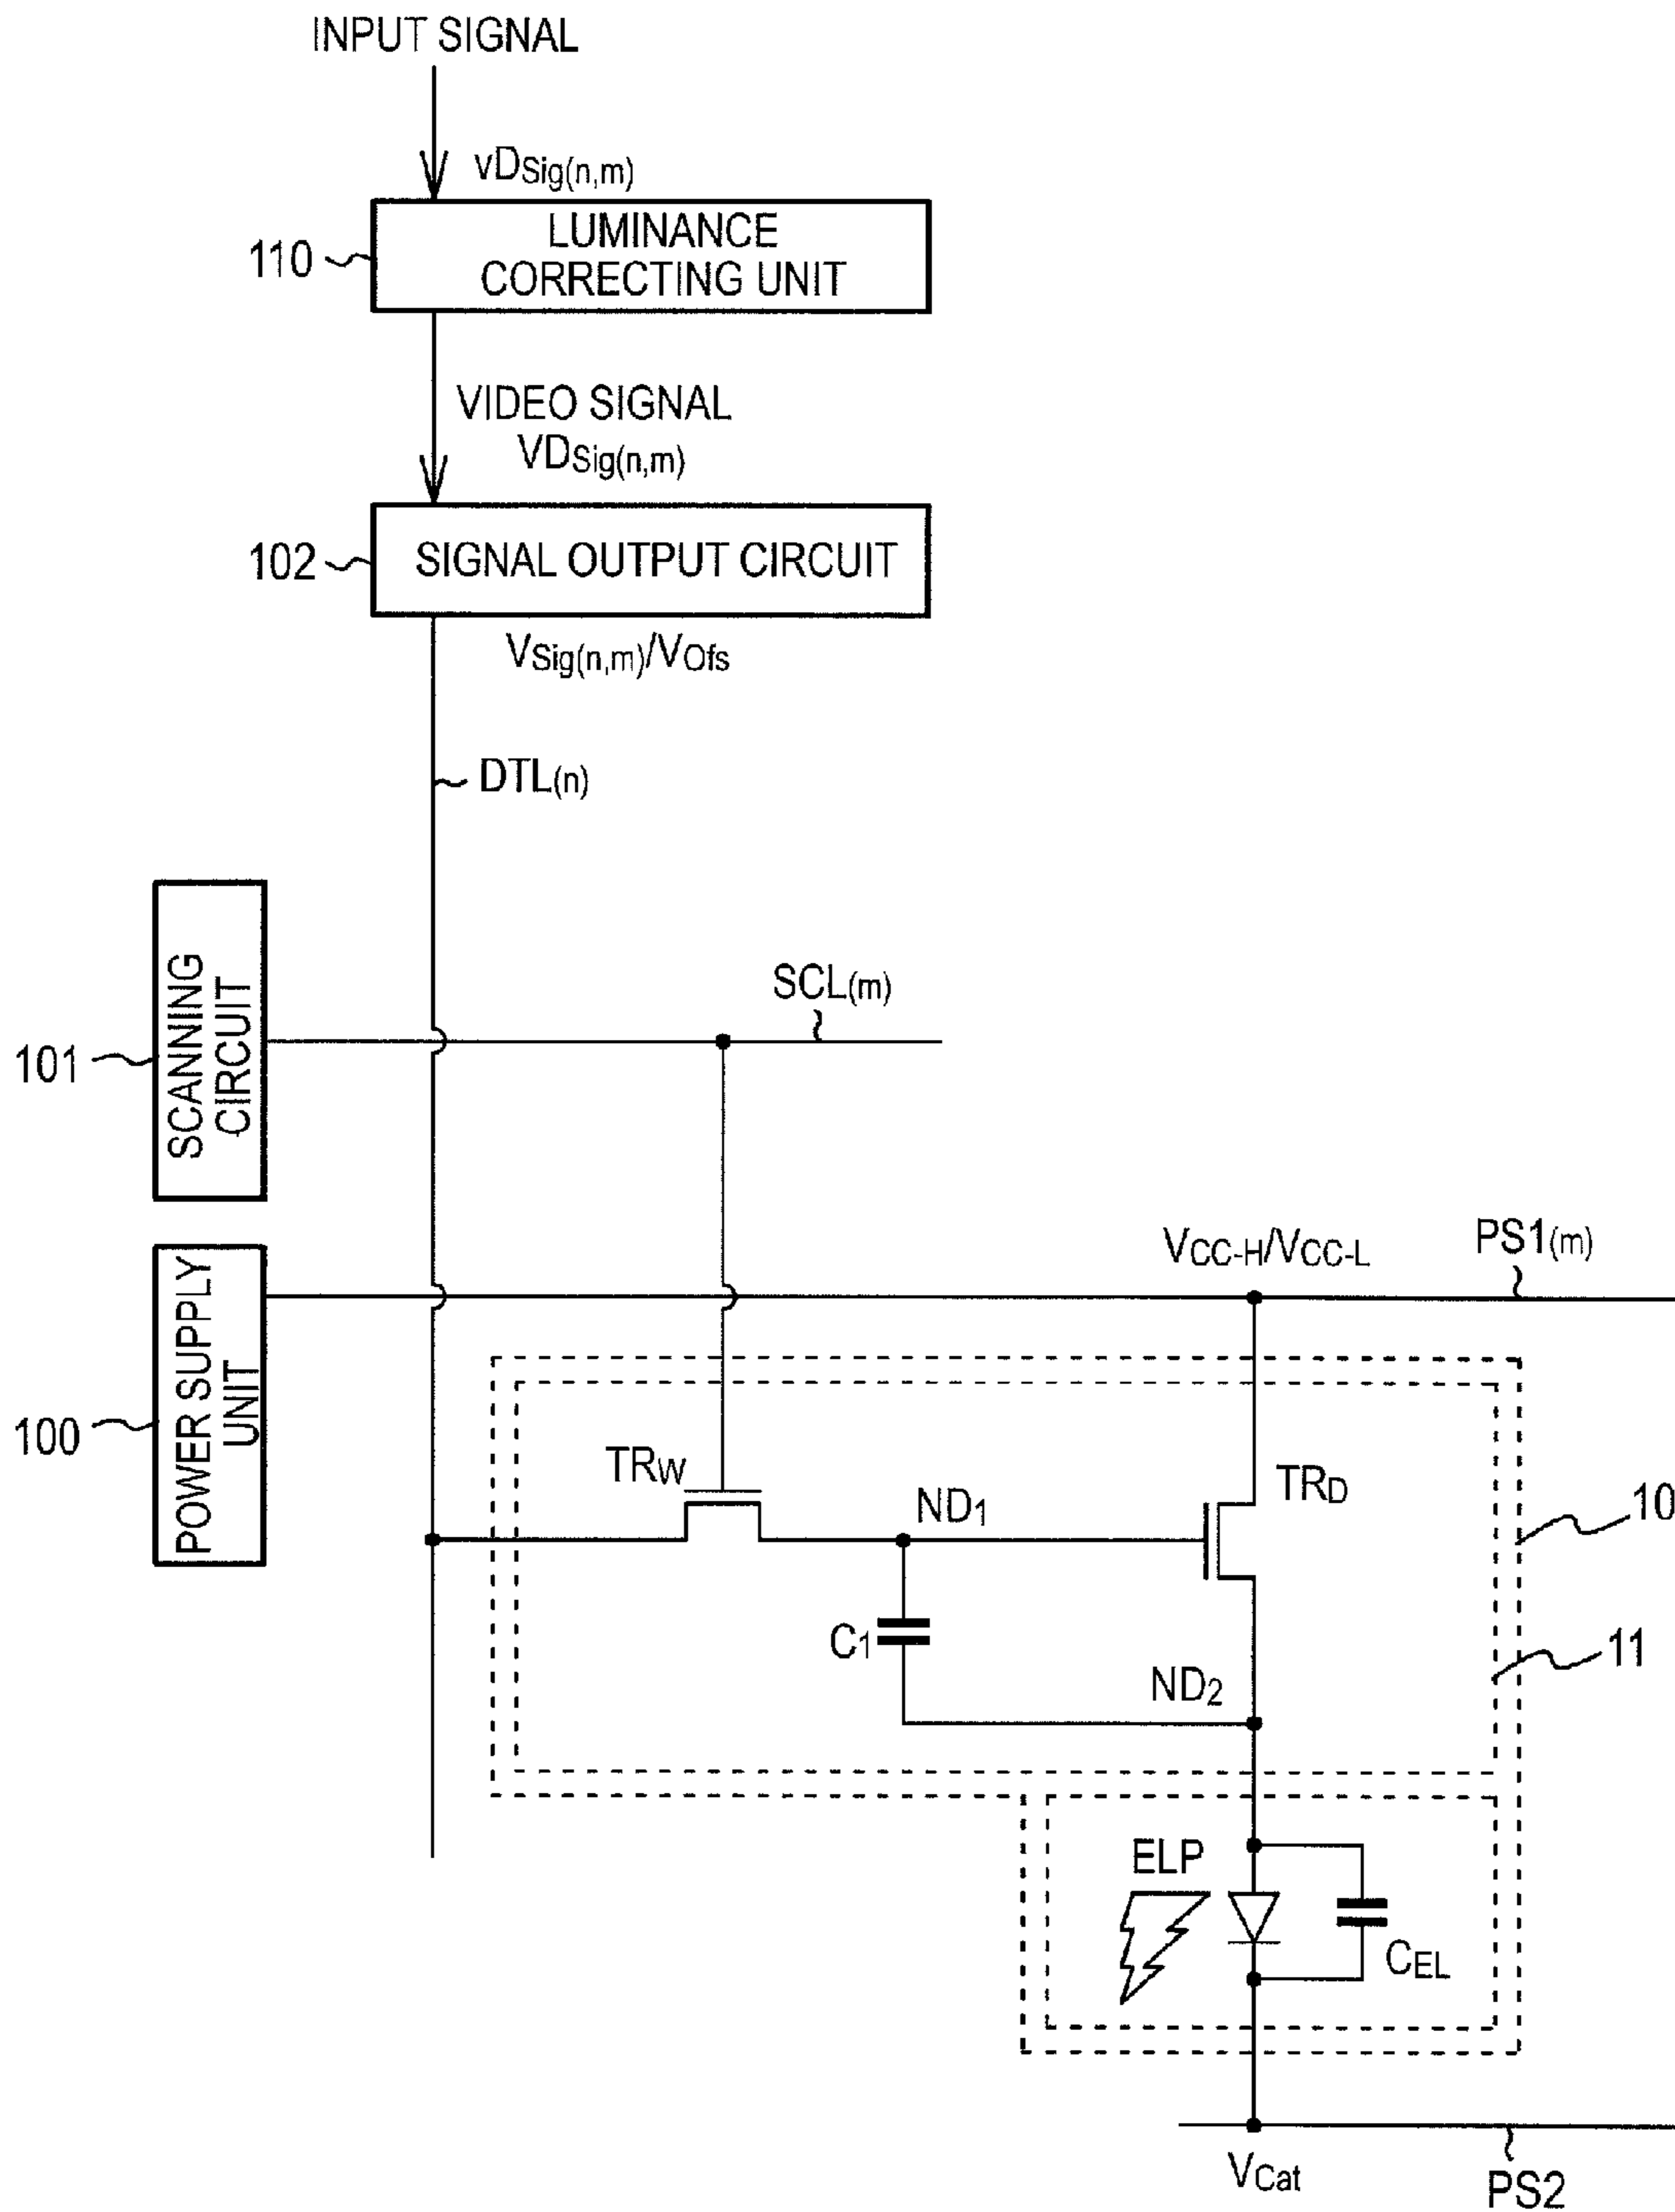 INPUT SIGNAL
vDSig(n,m)
110
LUMINANCE
CORRECTING UNIT
VIDEO SIGNAL
VDSig(n,m)
102
SIGNAL OUTPUT CIRCUIT
VSig(n,m)/VOfs
DTL(n)
101
SCANNING
CIRCUIT
SCL(m)
100
POWER SUPPLY
UNIT
VCC-H/VCC-L
PS1(m)
TRW
ND1
TRD
10
C1
ND2
11
ELP
CEL
VCat
PS2